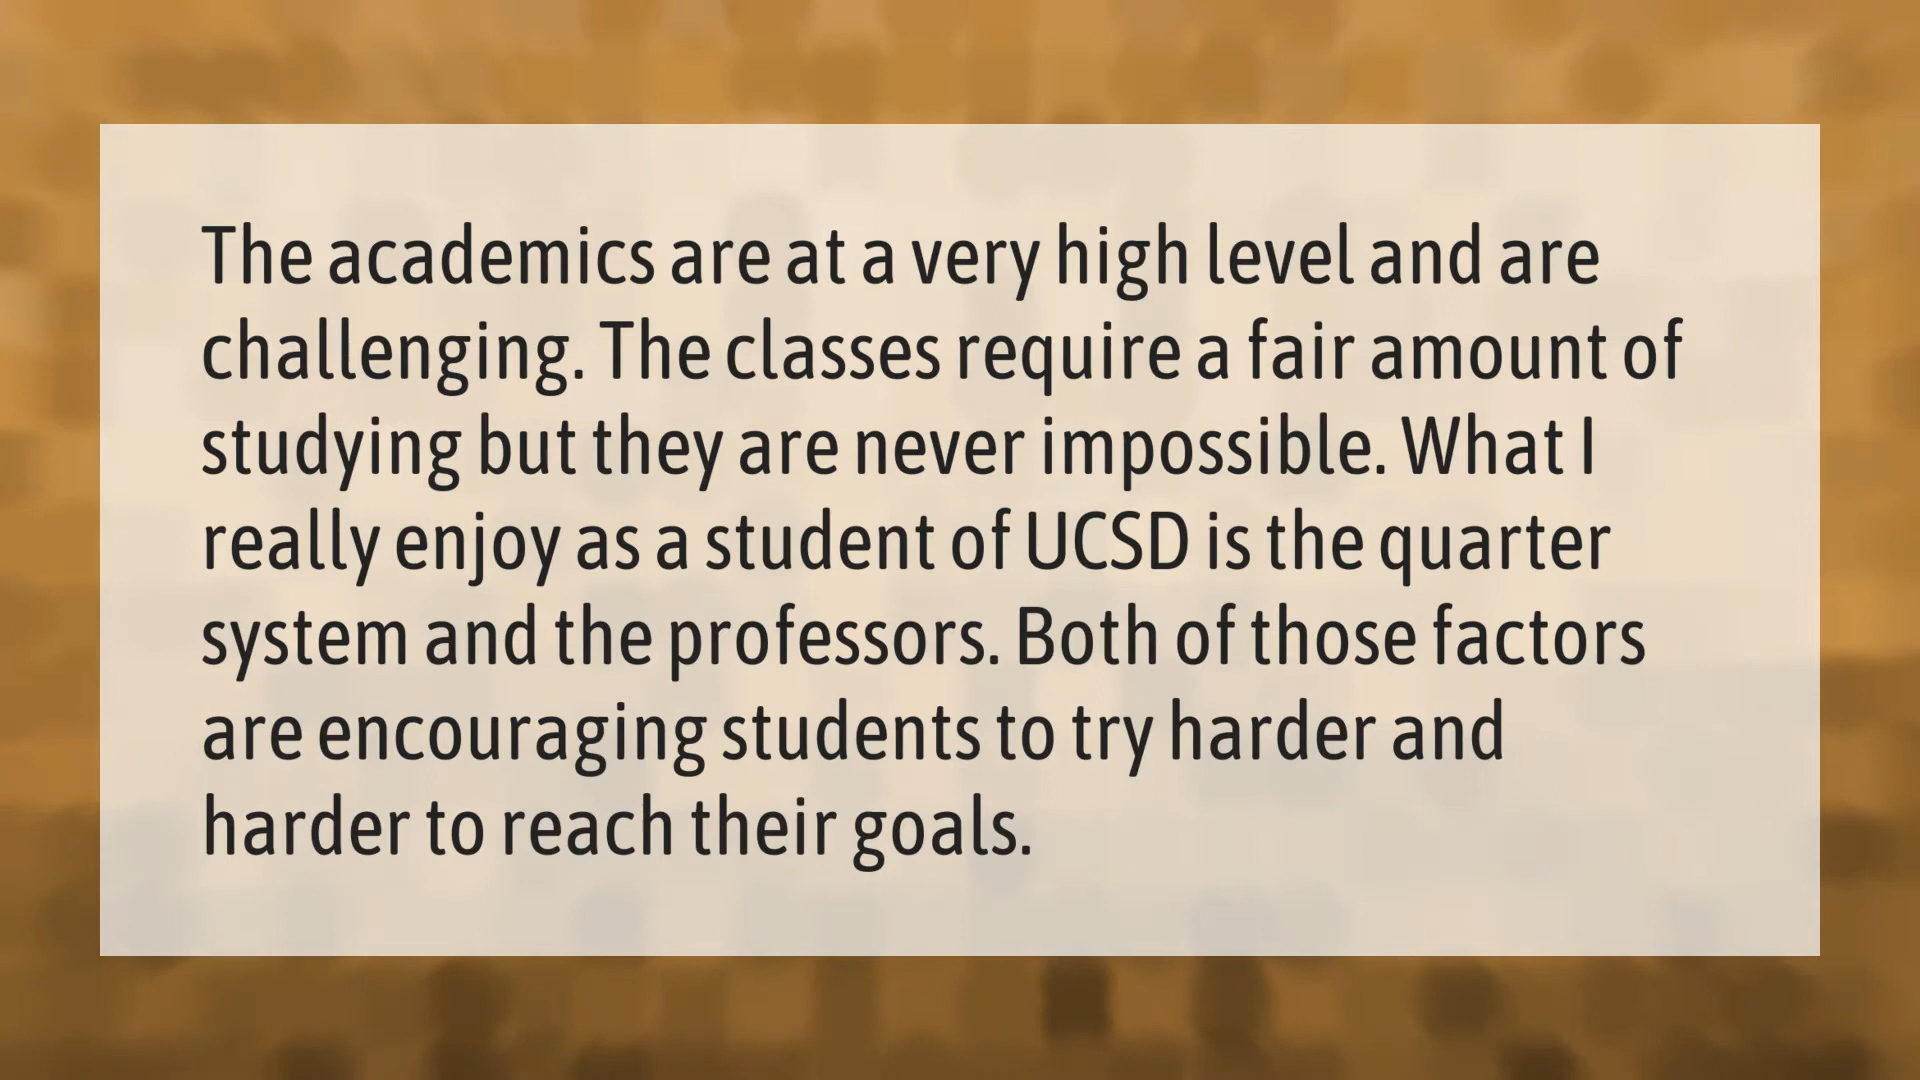 The academics are at a very high level and are
challenging. The classes require a fair amount of
studying but they are never impossible. What I
really enjoy as a student of UCSD is the quarter
system and the professors. Both of those factors
are encouraging students to try harder and
harder to reach their goals.